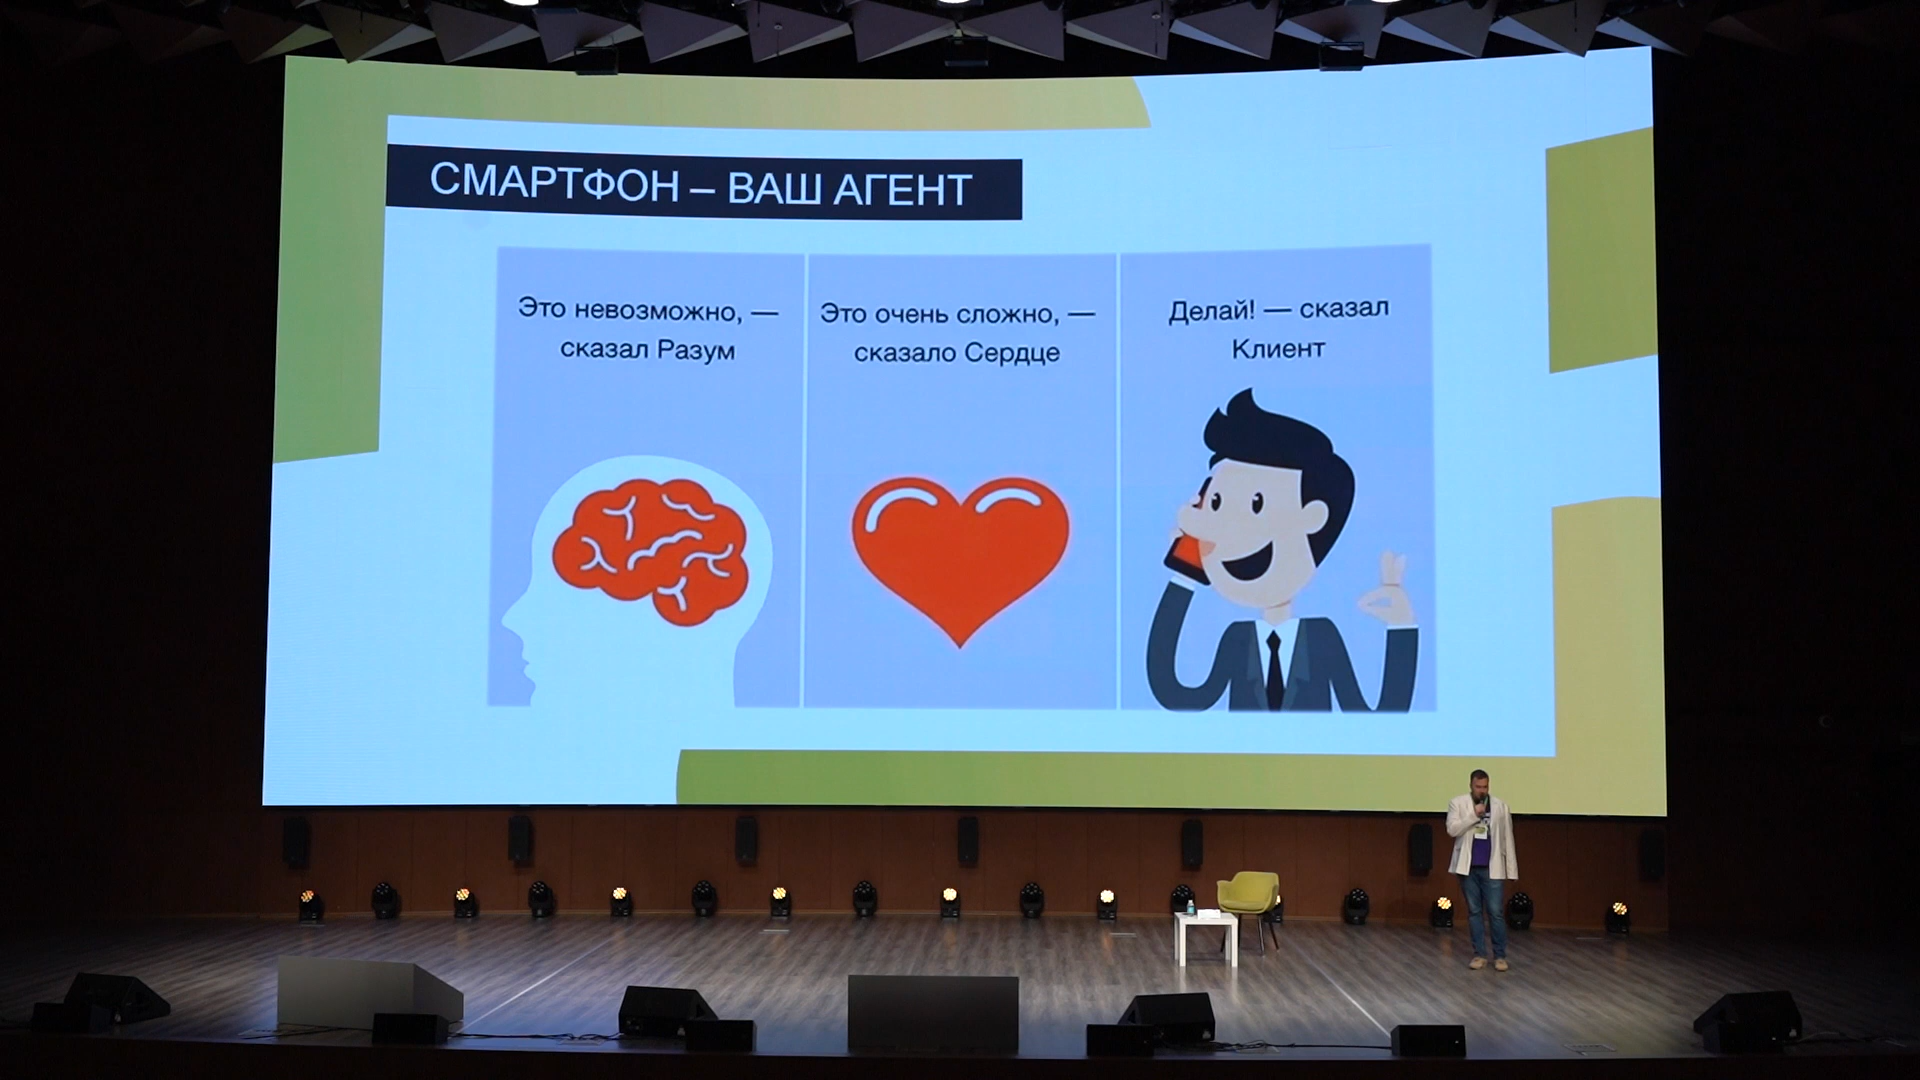 СМАРТФОН – ВАШ АГЕНТ
Это невозможно, —
сказал Разум
Это очень сложно, —
сказало Сердце
Делай! — сказал
Клиент